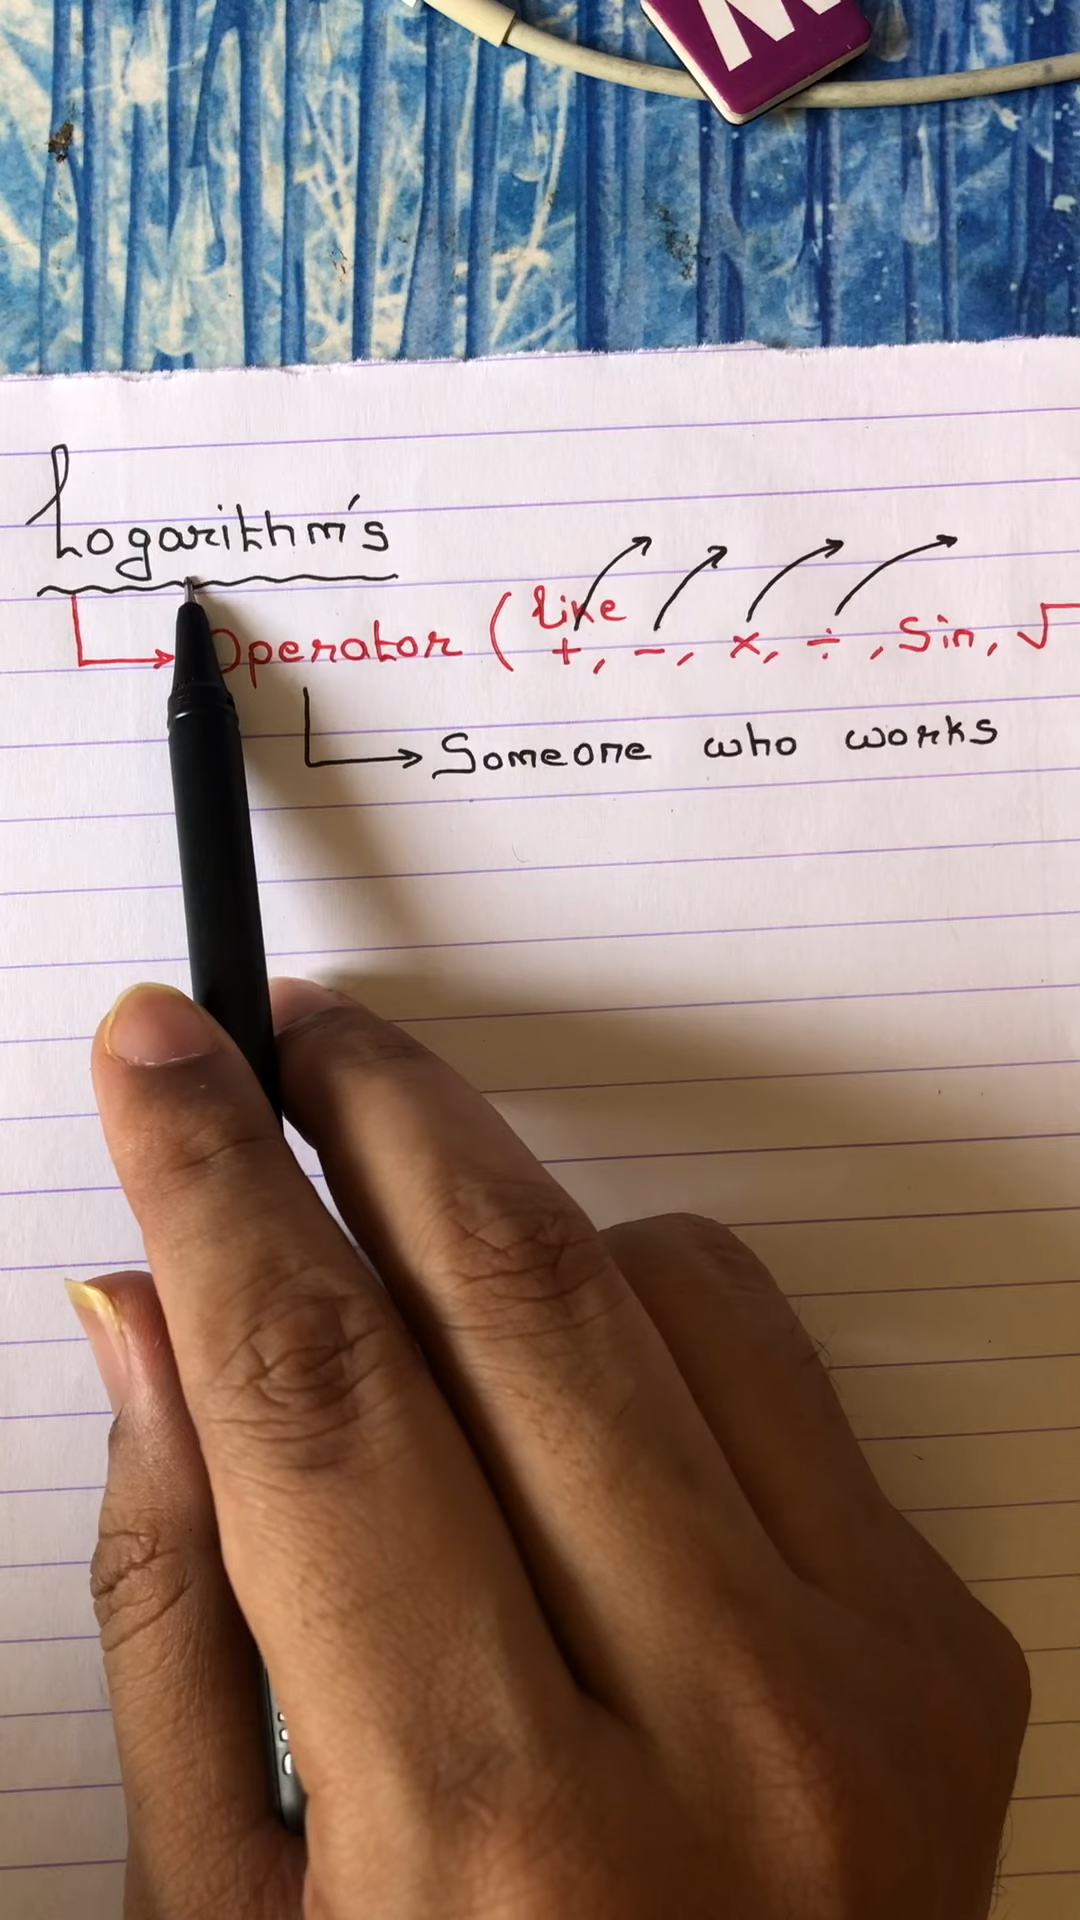 Logarithm's
Operator ( like +, -, ×, ÷, Sin, √
Someone who works